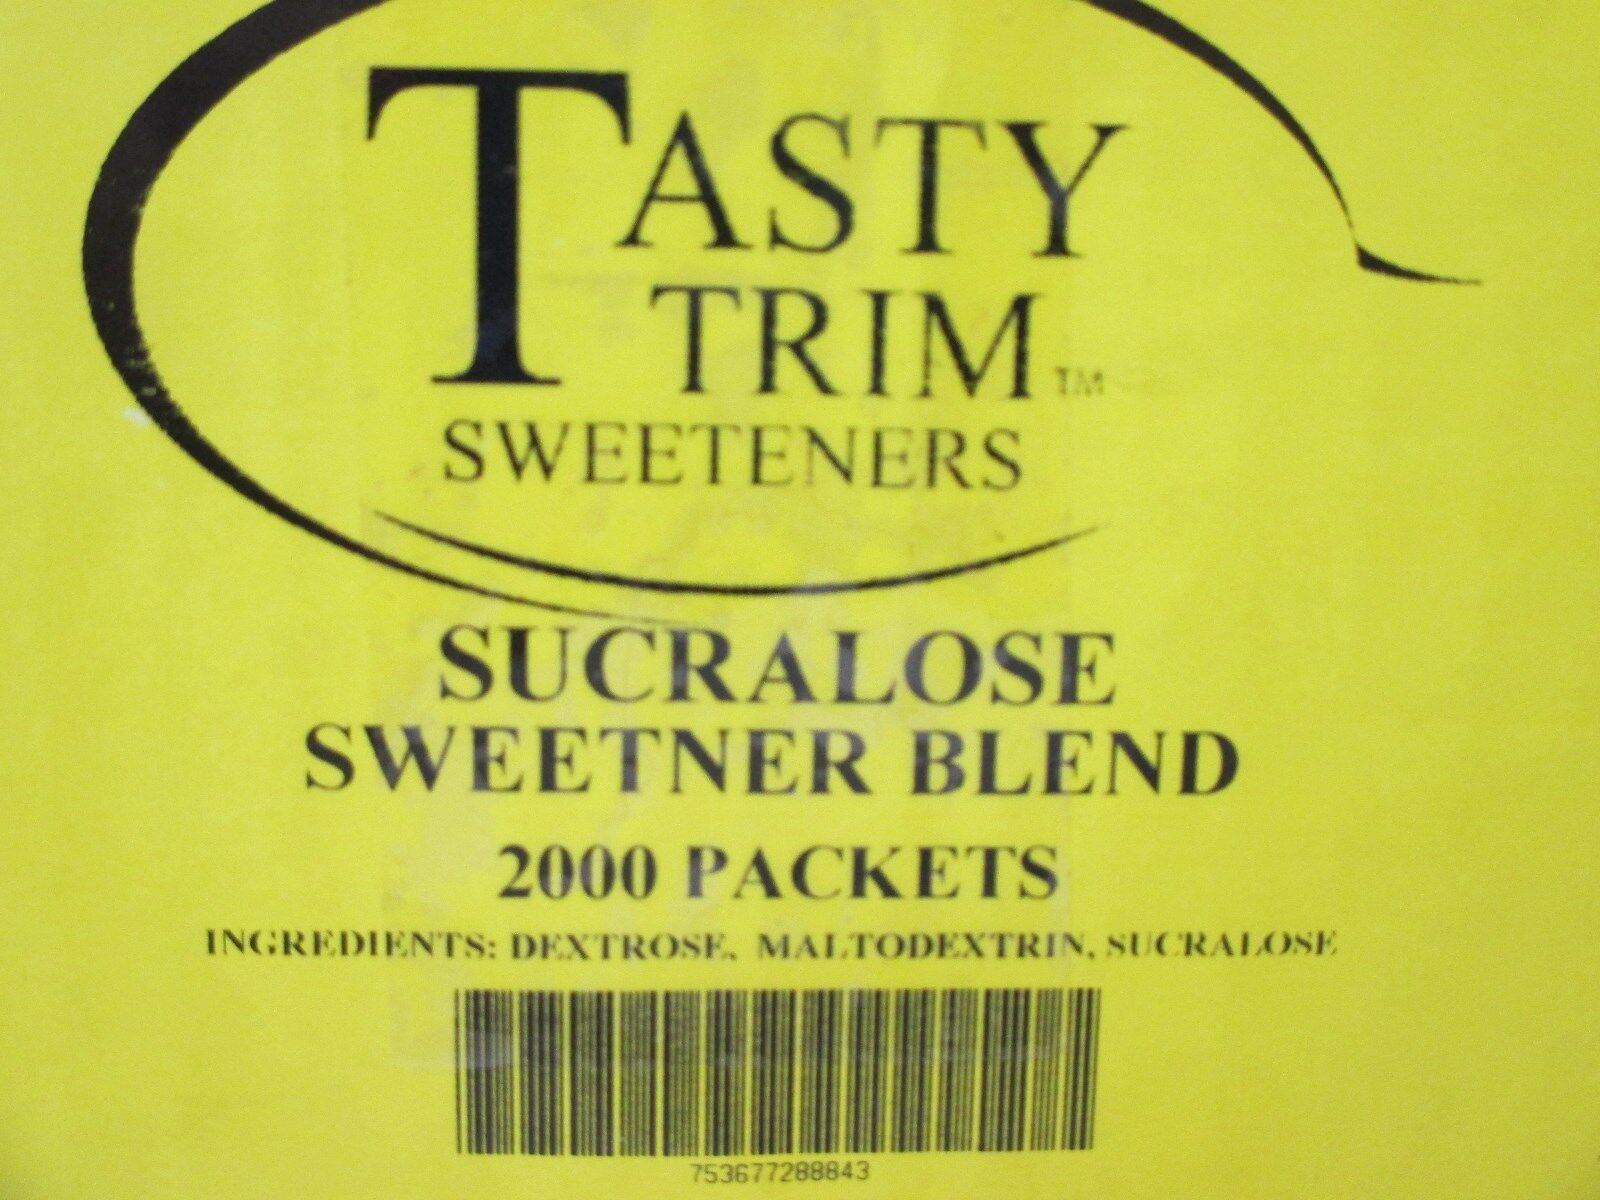 TASTY
TRIM TM
SWEETENERS
SUCRALOSE
SWEETNER BLEND
2000 PACKETS
INGREDIENTS: DEXTROSE, MALTODEXTRIN, SUCRALOSE
753677288843